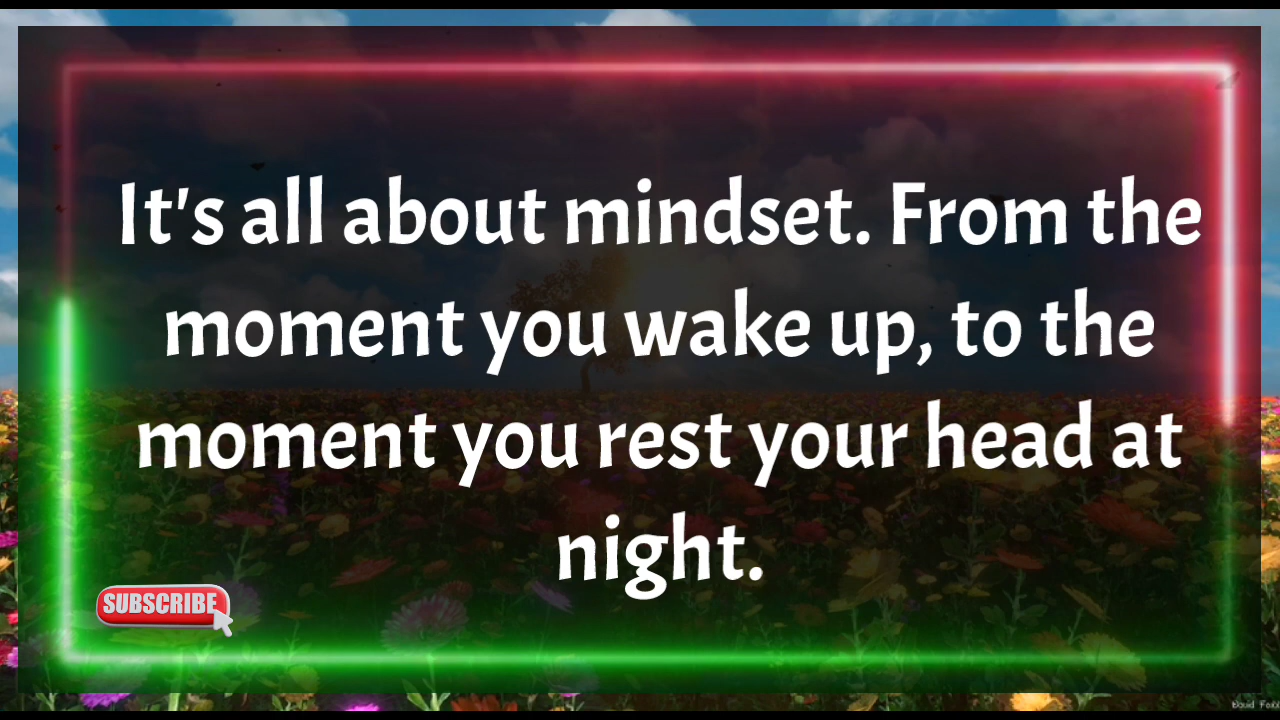 It's all about mindset. From the
moment you wake up, to the
moment you rest your head at
night.
SUBSCRIBE